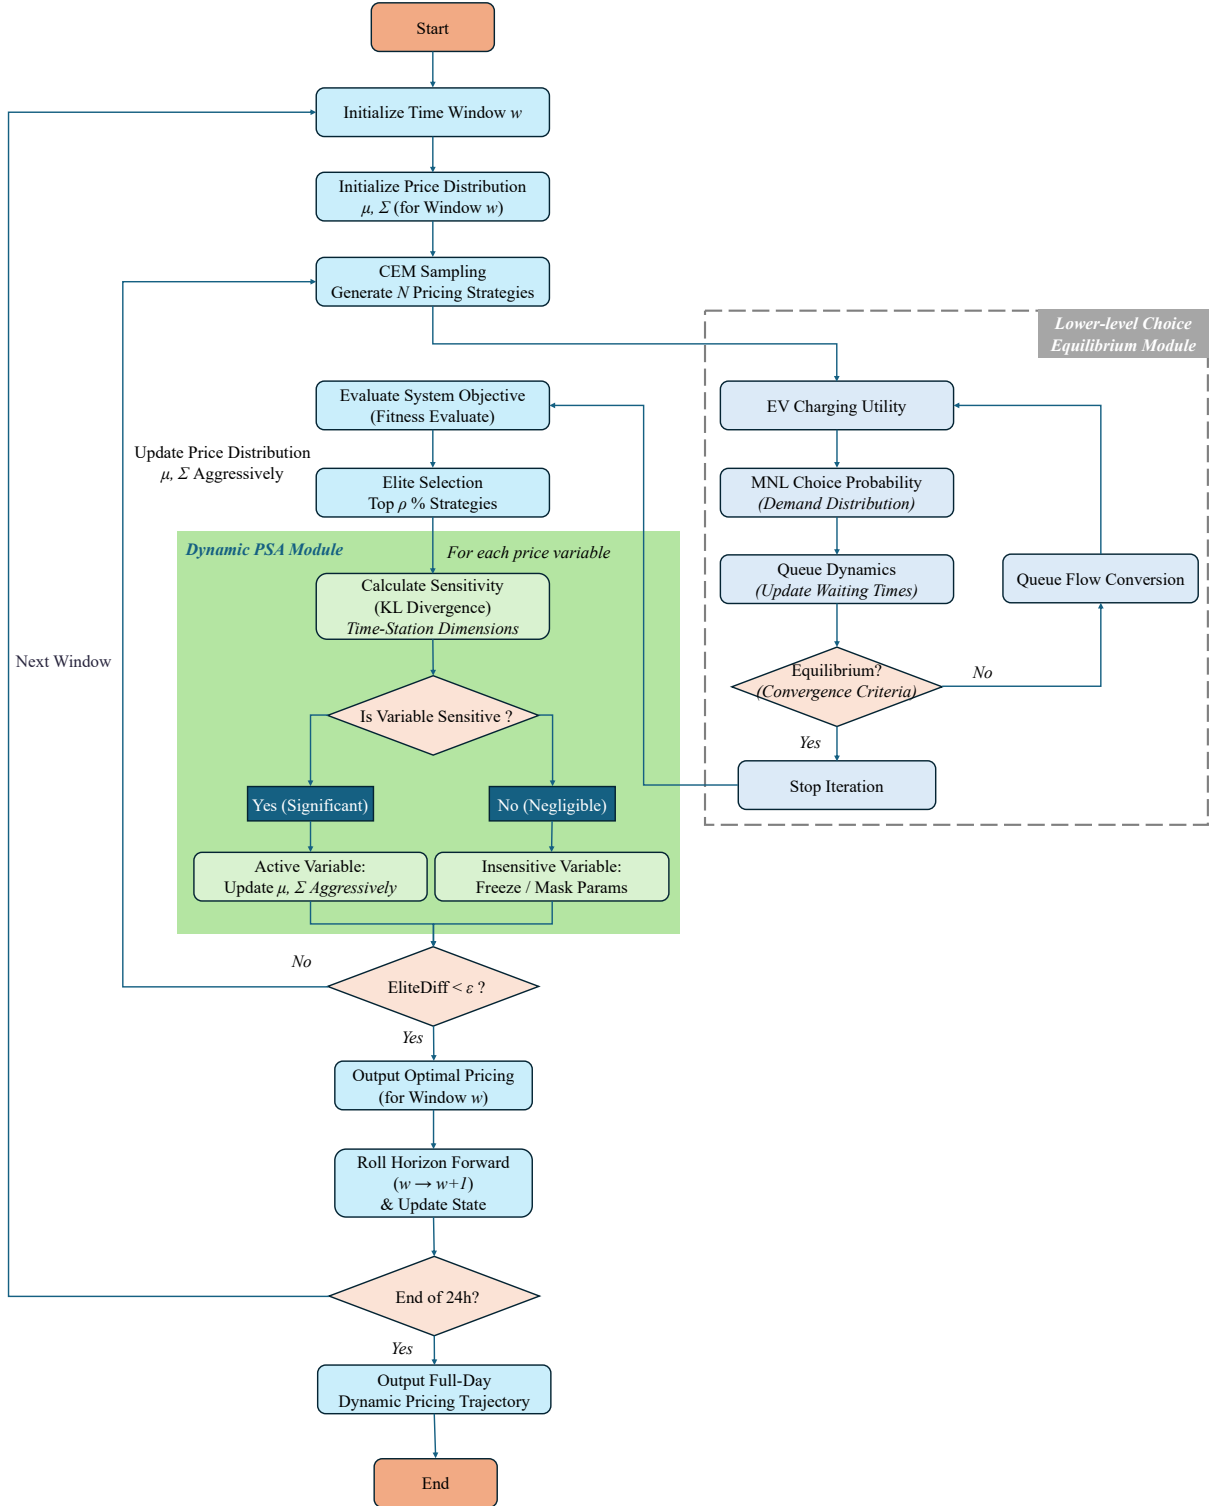 Start
Initialize Time Window w
Initialize Price Distribution
μ, Σ (for Window w)
CEM Sampling
Generate N Pricing Strategies
Lower-level Choice
Equilibrium Module
Evaluate System Objective
(Fitness Evaluate)
EV Charging Utility
Update Price Distribution
μ, Σ Aggressively
Elite Selection
Top ρ % Strategies
MNL Choice Probability
(Demand Distribution)
Dynamic PSA Module
For each price variable
Calculate Sensitivity
(KL Divergence)
Time-Station Dimensions
Queue Dynamics
(Update Waiting Times)
Queue Flow Conversion
Next Window
Equilibrium?
(Convergence Criteria)
No
Is Variable Sensitive ?
Yes
Stop Iteration
Yes (Significant)
No (Negligible)
Active Variable:
Update μ, Σ Aggressively
Insensitive Variable:
Freeze / Mask Params
No
EliteDiff < ε ?
Yes
Output Optimal Pricing
(for Window w)
Roll Horizon Forward
(w → w+1)
& Update State
End of 24h?
Yes
Output Full-Day
Dynamic Pricing Trajectory
End